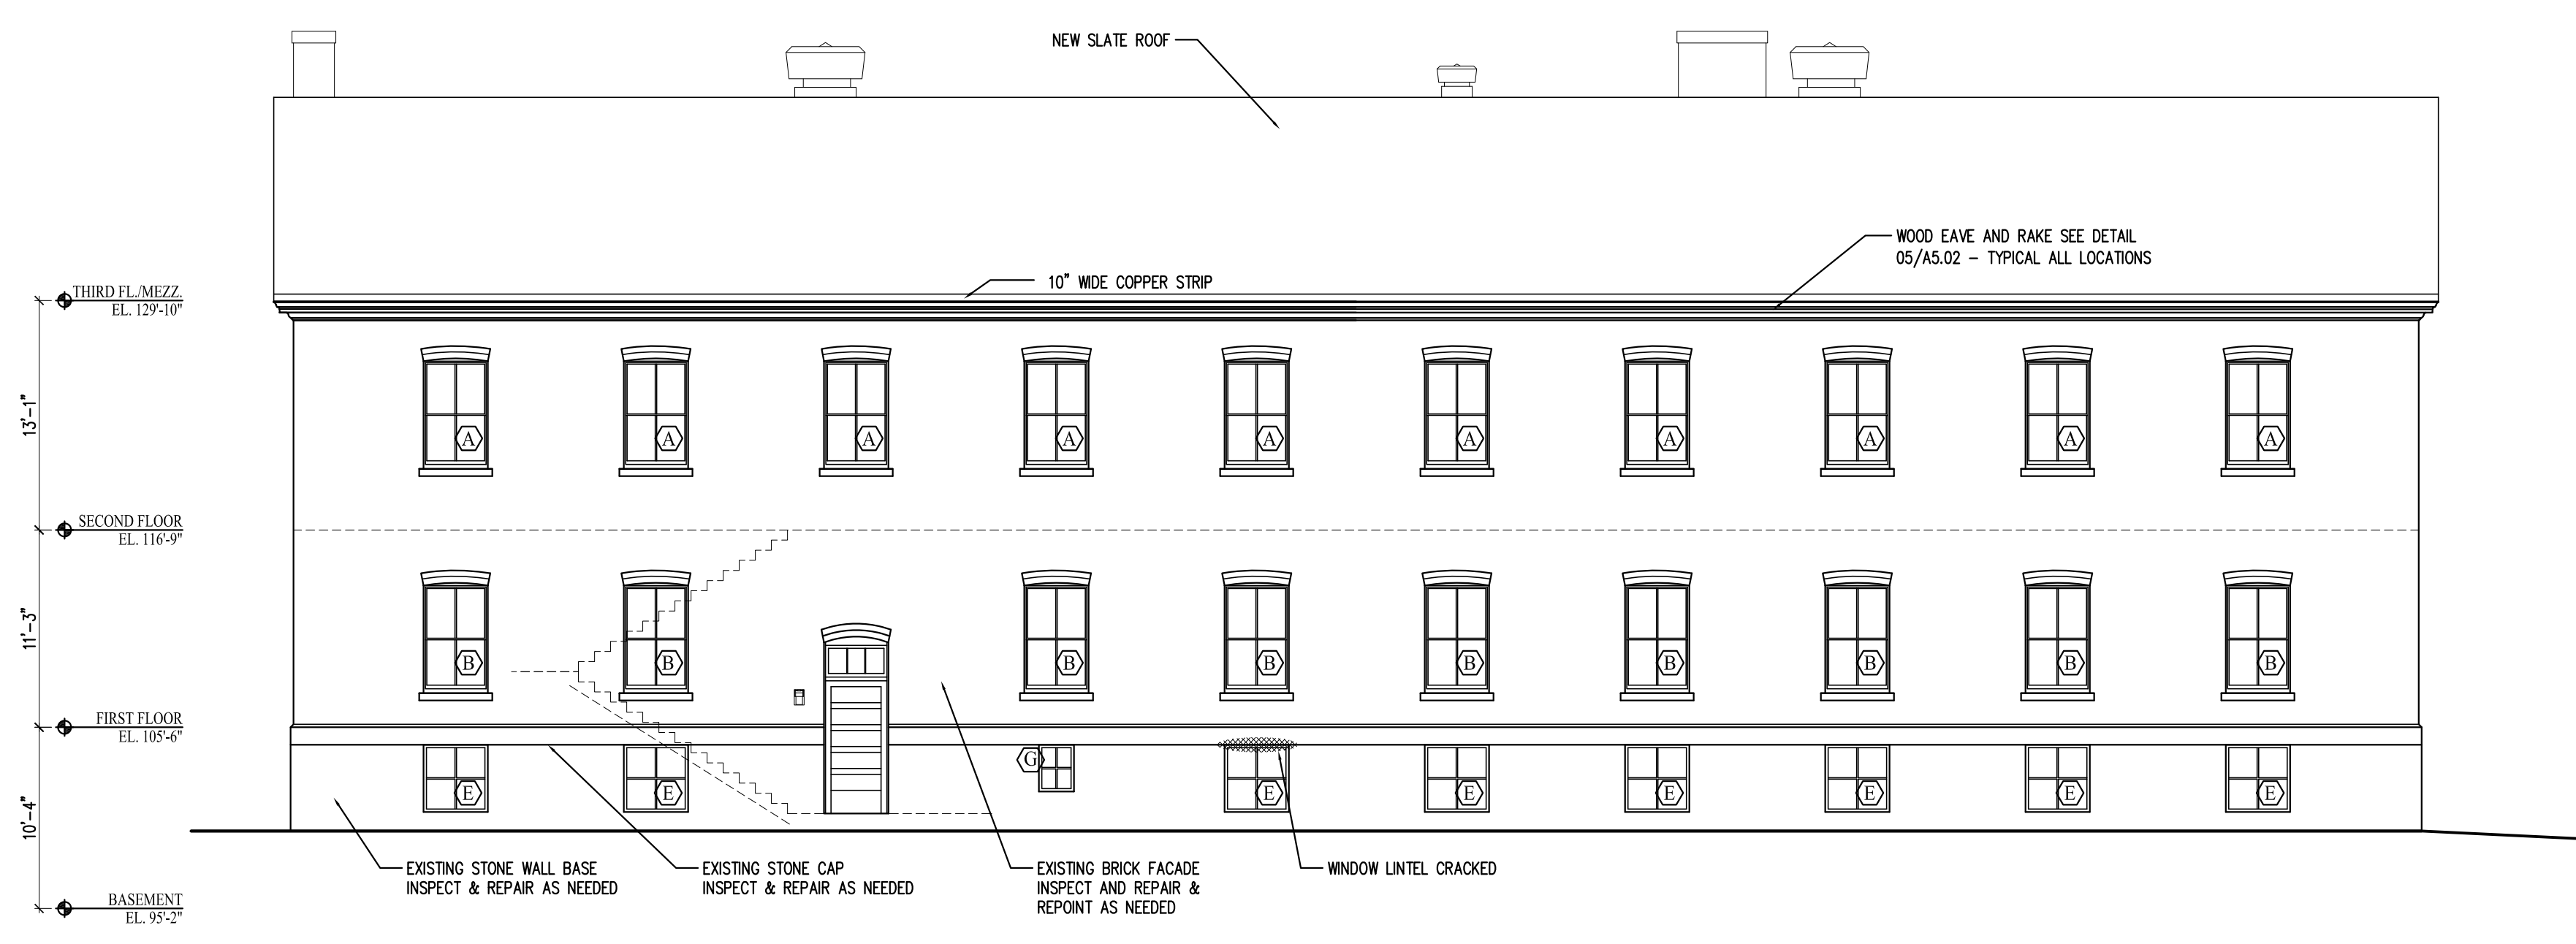 NEW SLATE ROOF
WOOD EAVE AND RAKE SEE DETAIL
05/A5.02 – TYPICAL ALL LOCATIONS
10" WIDE COPPER STRIP
THIRD FL./MEZZ.
EL. 129'-10"
13'-1"
A A A A A A A A A A
SECOND FLOOR
EL. 116'-9"
11'-3"
B B B B B B B B B
FIRST FLOOR
EL. 105'-6"
G
E E E E E E E E
10'-4"
EXISTING STONE WALL BASE
INSPECT & REPAIR AS NEEDED
EXISTING STONE CAP
INSPECT & REPAIR AS NEEDED
EXISTING BRICK FACADE
INSPECT AND REPAIR &
REPOINT AS NEEDED
WINDOW LINTEL CRACKED
BASEMENT
EL. 95'-2"